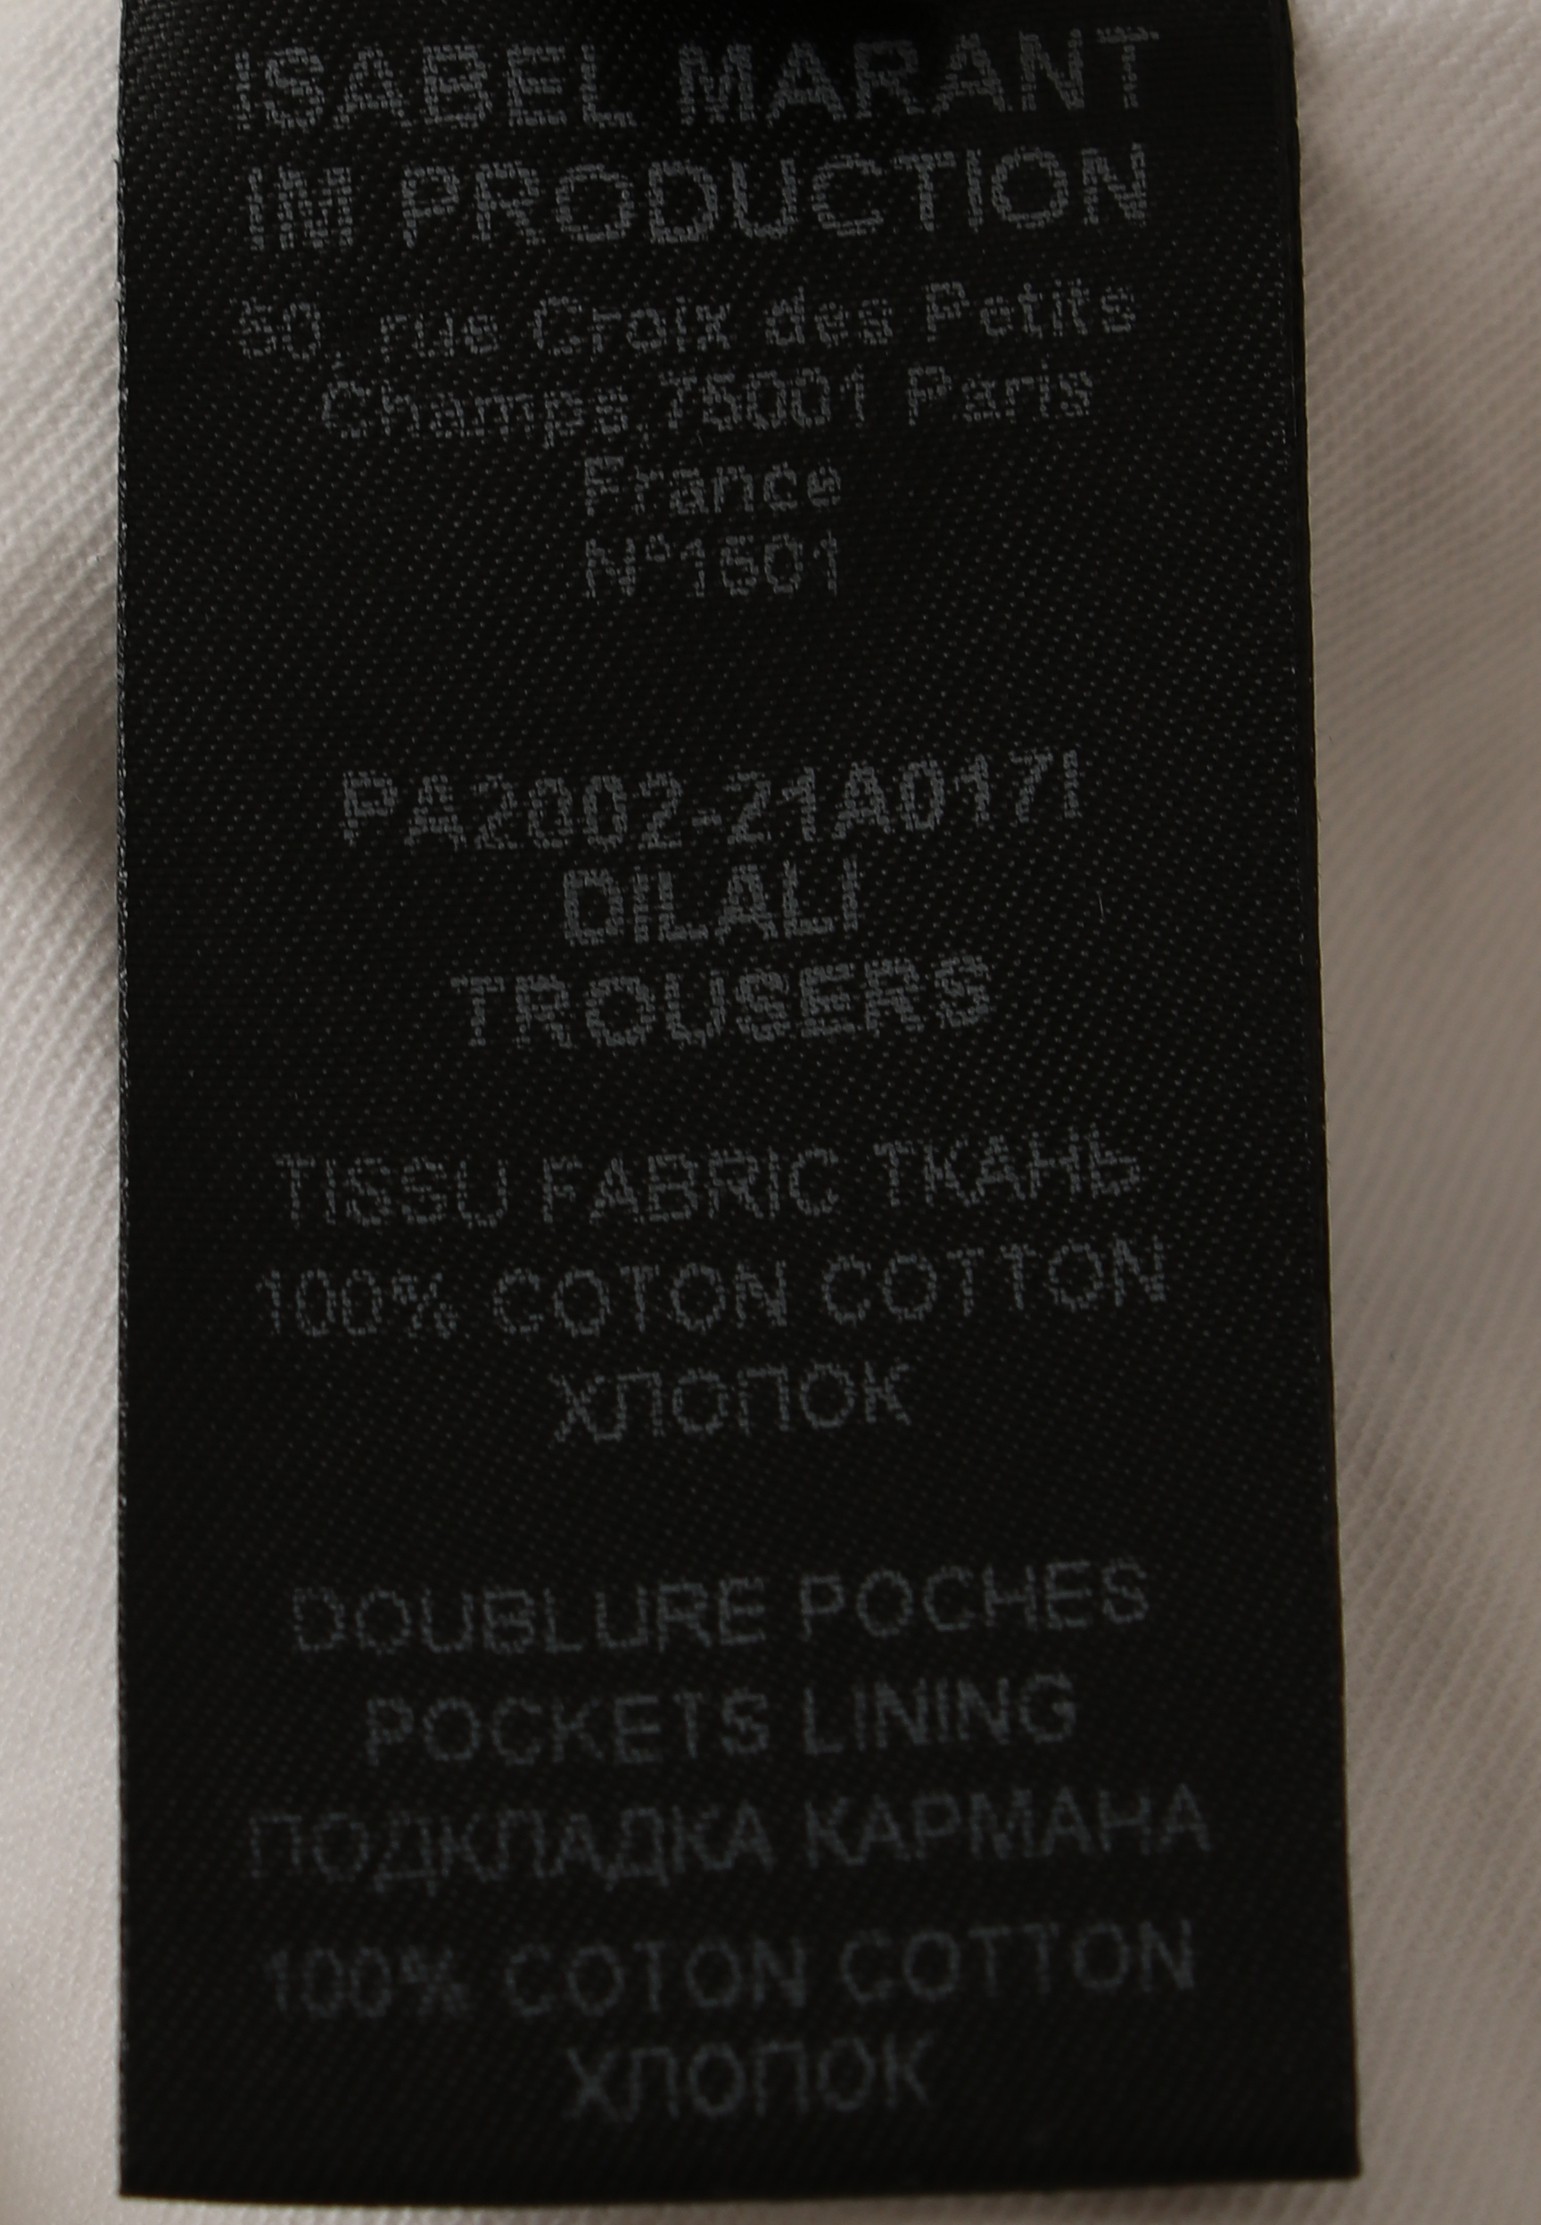 ISABEL MARANT
IM PRODUCTION
50, rue Croix des Petits
Champs,75001 Paris
France
N°1501
PA2002-21A017I
DILALI
TROUSERS
TISSU FABRIC ТКАНЬ
100% COTON COTTON
ХЛОПОК
DOUBLURE POCHES
POCKETS LINING
ПОДКЛАДКА КАРМАНА
100% COTON COTTON
ХЛОПОК